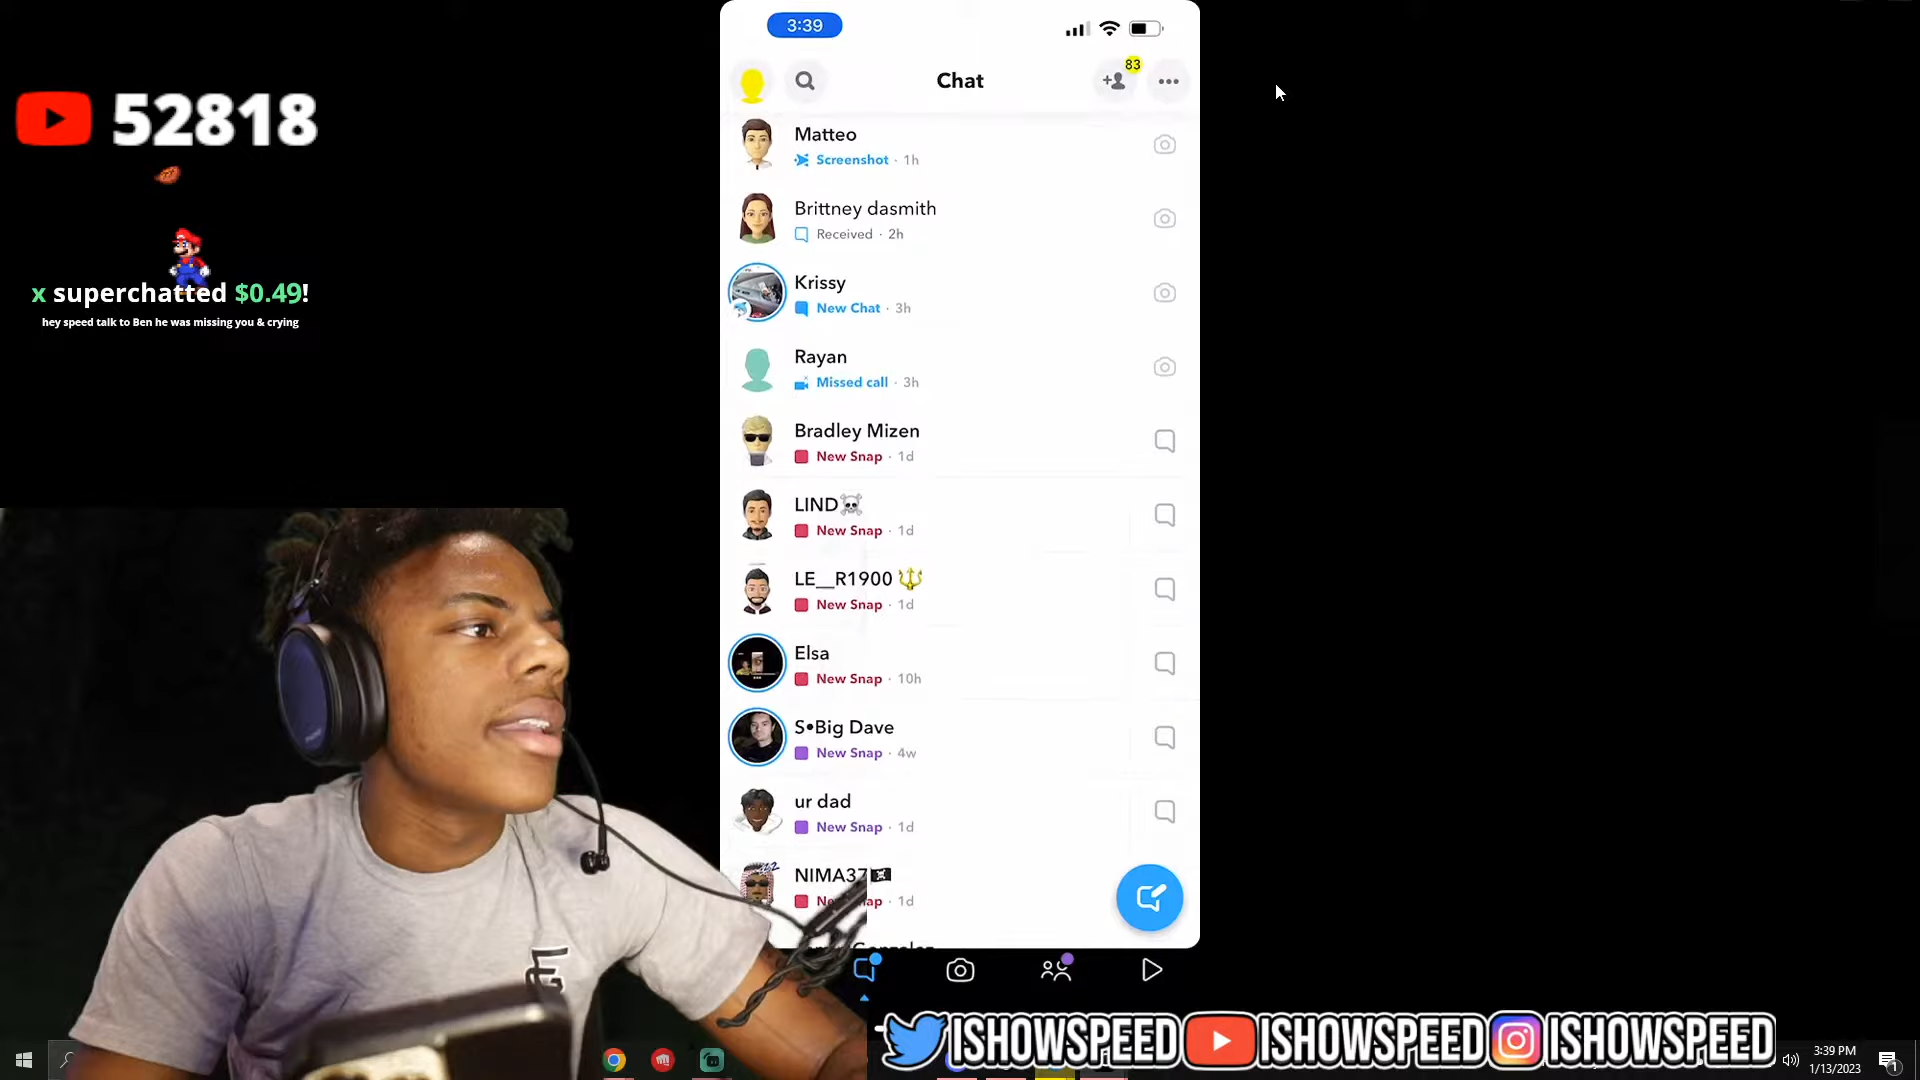 3:39
52818
x superchatted $0.49!
hey speed talk to Ben he was missing you & crying
83
Chat
Matteo
Screenshot · 1h
Brittney dasmith
Received · 2h
Krissy
New Chat · 3h
Rayan
Missed call · 3h
Bradley Mizen
New Snap · 1d
LIND☠️
New Snap · 1d
LE__R1900 🔱
New Snap · 1d
Elsa
New Snap · 10h
S•Big Dave
New Snap · 4w
ur dad
New Snap · 1d
NIMA37🏴‍☠️
New Snap · 1d
ISHOWSPEED ISHOWSPEED ISHOWSPEED
3:39 PM
1/13/2023
1